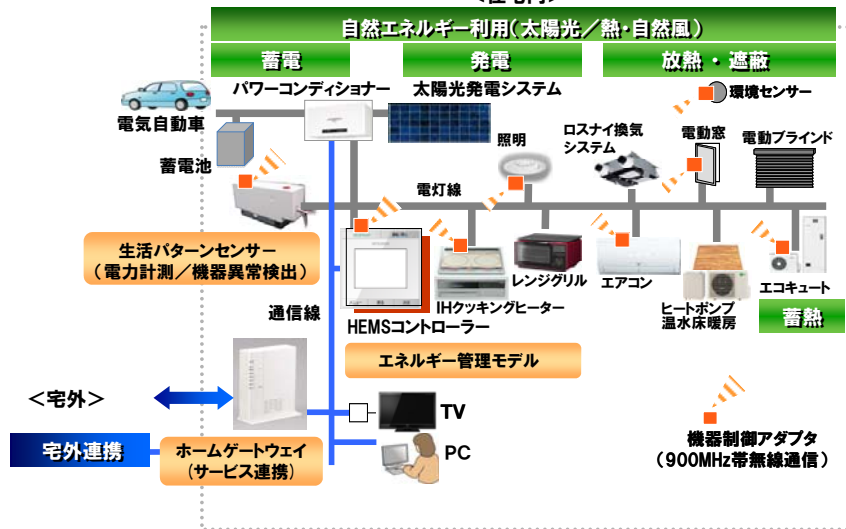 自然エネルギー利用(太陽光／熱・自然風)
蓄電
発電
放熱・遮蔽
パワーコンディショナー
太陽光発電システム
環境センサー
電気自動車
照明
ロスナイ換気
システム
電動窓
電動ブラインド
蓄電池
電灯線
生活パターンセンサー
(電力計測／機器異常検出)
レンジグリル
エアコン
エコキュート
IHクッキングヒーター
ヒートポンプ
温水床暖房
通信線
HEMSコントローラー
蓄熱
エネルギー管理モデル
＜宅外＞
TV
宅外連携
ホームゲートウェイ
(サービス連携)
PC
機器制御アダプタ
(900MHz帯無線通信)